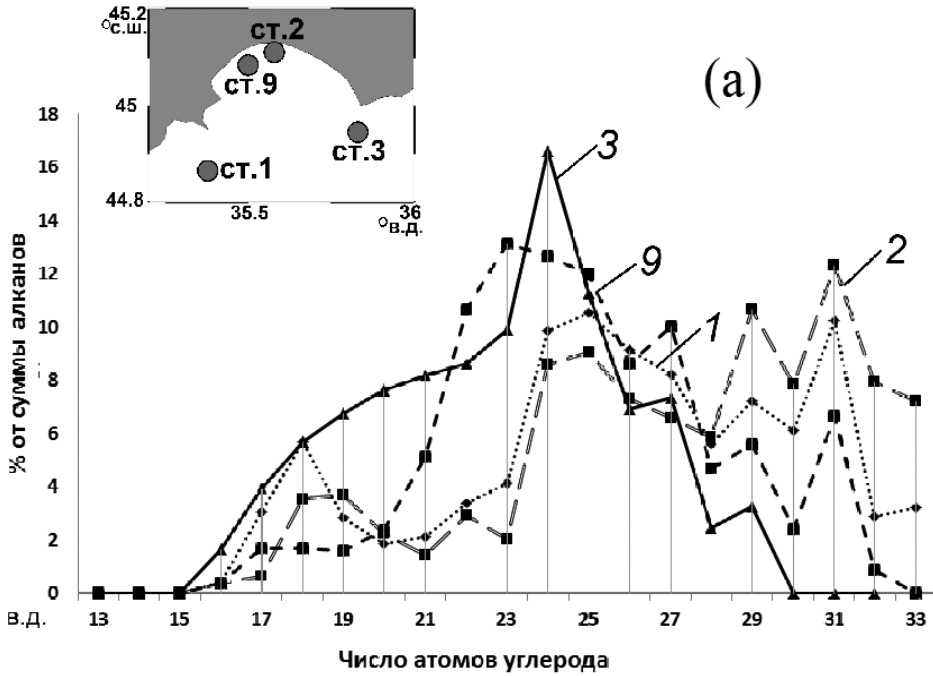 45.2
°с.ш.
ст.2
ст.9
45
ст.3
ст.1
44.8
35.5
36
°в.д.
(а)
% от суммы алканов
18
16
14
12
10
8
6
4
2
0
3
9
1
2
в.д.
13 15 17 19 21 23 25 27 29 31 33
Число атомов углерода